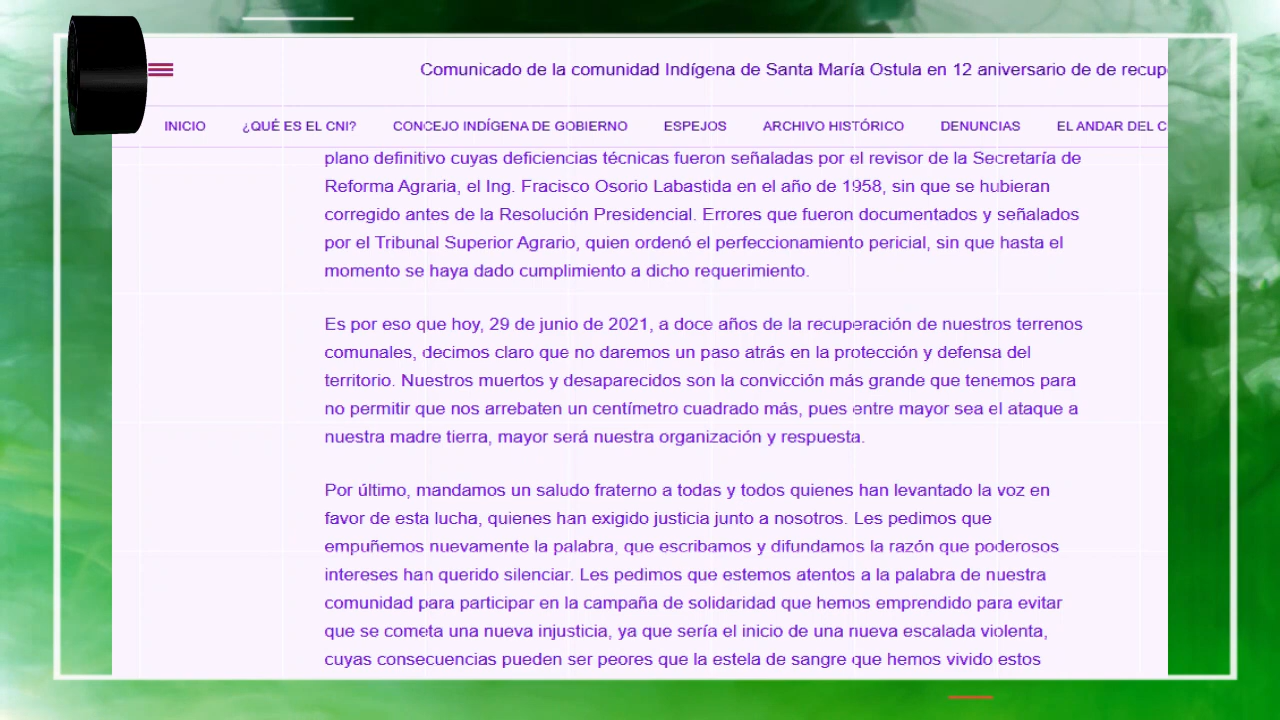 Comunicado de la comunidad Indígena de Santa María Ostula en 12 aniversario de de recup
INICIO ¿QUÉ ES EL CNI? CONCEJO INDÍGENA DE GOBIERNO ESPEJOS ARCHIVO HISTÓRICO DENUNCIAS EL ANDAR DEL C
plano definitivo cuyas deficiencias técnicas fueron señaladas por el revisor de la Secretaría de
Reforma Agraria, el Ing. Fracisco Osorio Labastida en el año de 1958, sin que se hubieran
corregido antes de la Resolución Presidencial. Errores que fueron documentados y señalados
por el Tribunal Superior Agrario, quien ordenó el perfeccionamiento pericial, sin que hasta el
momento se haya dado cumplimiento a dicho requerimiento.
Es por eso que hoy, 29 de junio de 2021, a doce años de la recuperación de nuestros terrenos
comunales, decimos claro que no daremos un paso atrás en la protección y defensa del
territorio. Nuestros muertos y desaparecidos son la convicción más grande que tenemos para
no permitir que nos arrebaten un centímetro cuadrado más, pues entre mayor sea el ataque a
nuestra madre tierra, mayor será nuestra organización y respuesta.
Por último, mandamos un saludo fraterno a todas y todos quienes han levantado la voz en
favor de esta lucha, quienes han exigido justicia junto a nosotros. Les pedimos que
empuñemos nuevamente la palabra, que escribamos y difundamos la razón que poderosos
intereses han querido silenciar. Les pedimos que estemos atentos a la palabra de nuestra
comunidad para participar en la campaña de solidaridad que hemos emprendido para evitar
que se cometa una nueva injusticia, ya que sería el inicio de una nueva escalada violenta,
cuyas consecuencias pueden ser peores que la estela de sangre que hemos vivido estos